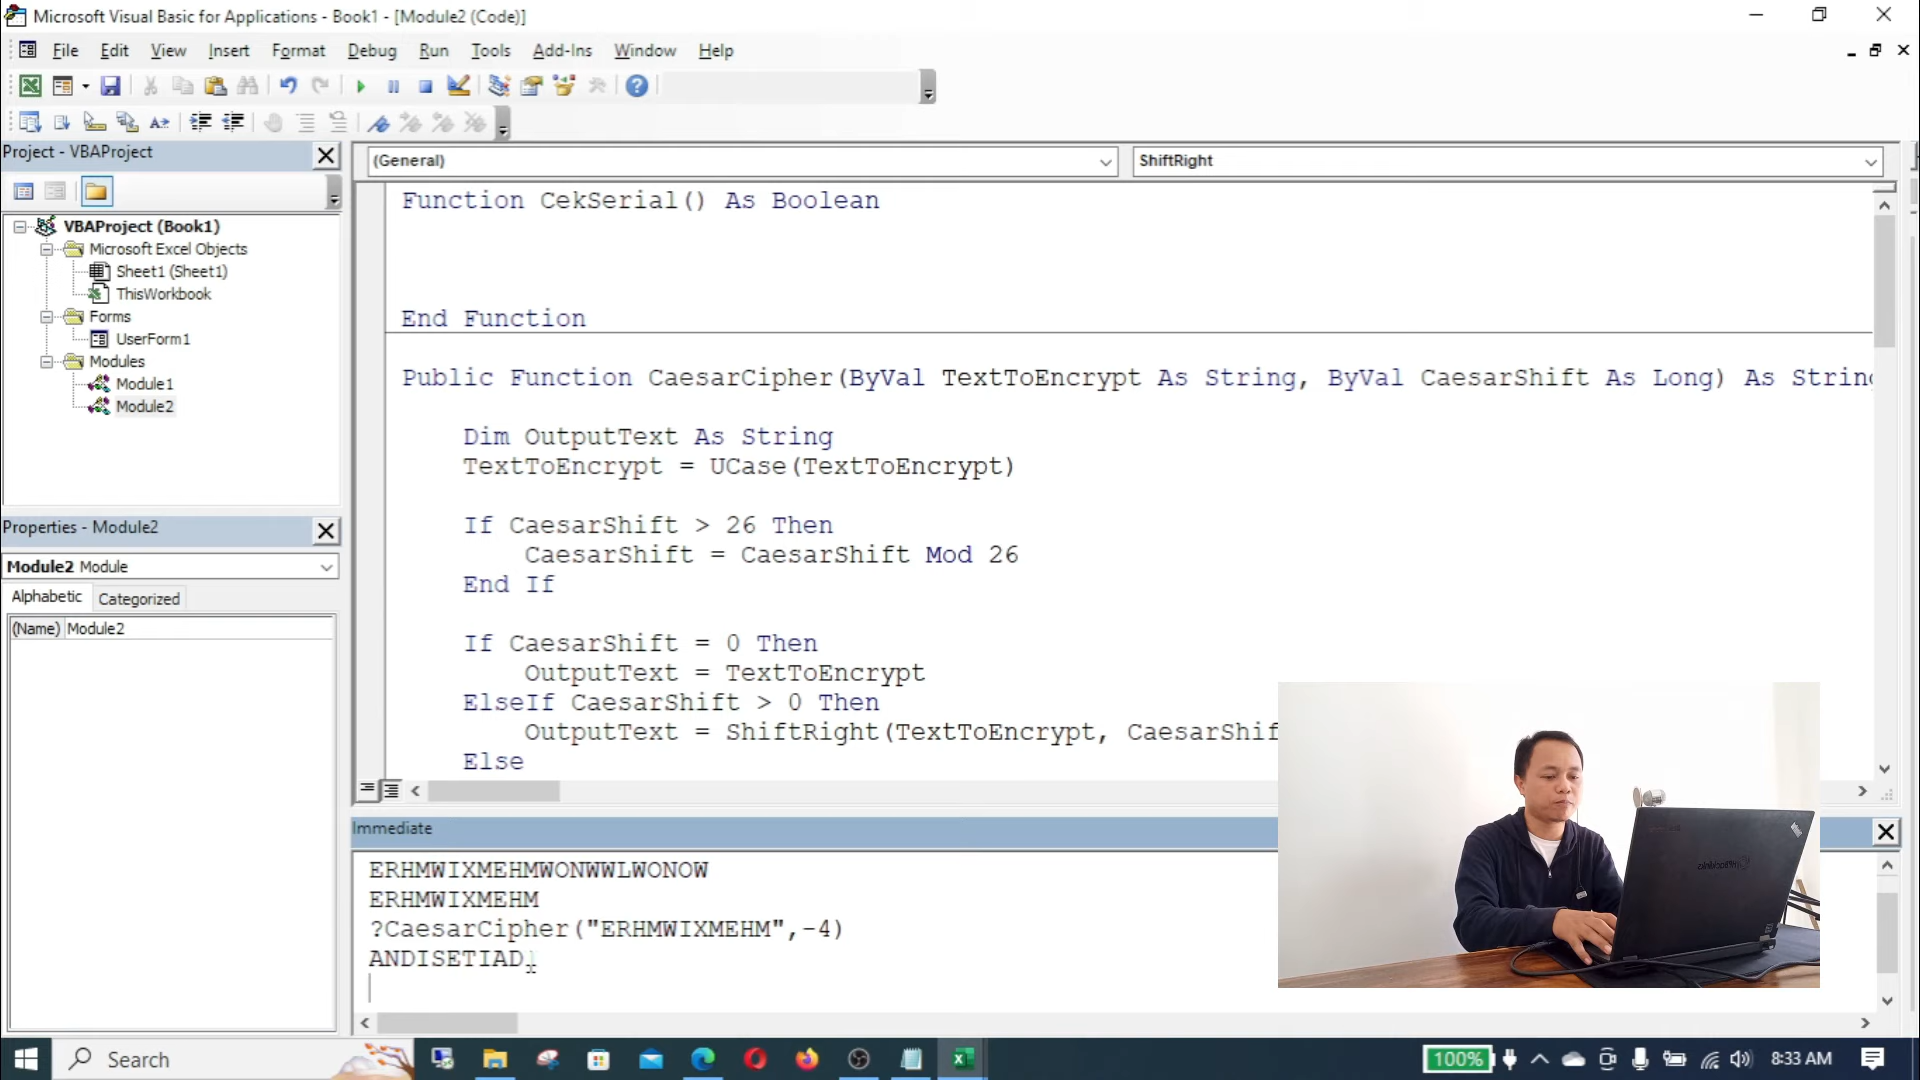 Microsoft Visual Basic for Applications - Book1 - [Module2 (Code)]
File Edit View Insert Format Debug Run Tools Add-Ins Window Help
Project - VBAProject
VBAProject (Book1)
Microsoft Excel Objects
Sheet1 (Sheet1)
ThisWorkbook
Forms
UserForm1
Modules
Module1
Module2
Properties - Module2
Module2 Module
Alphabetic Categorized
(Name) Module2
(General) ShiftRight
Function CekSerial() As Boolean
End Function
Public Function CaesarCipher(ByVal TextToEncrypt As String, ByVal CaesarShift As Long) As String
Dim OutputText As String
TextToEncrypt = UCase(TextToEncrypt)
If CaesarShift > 26 Then
CaesarShift = CaesarShift Mod 26
End If
If CaesarShift = 0 Then
OutputText = TextToEncrypt
ElseIf CaesarShift > 0 Then
OutputText = ShiftRight(TextToEncrypt, CaesarShif
Else
Immediate
ERHMWIXMEHMWONWWLWONOW
ERHMWIXMEHM
?CaesarCipher("ERHMWIXMEHM",-4)
ANDISETIAD
Search
100%
8:33 AM